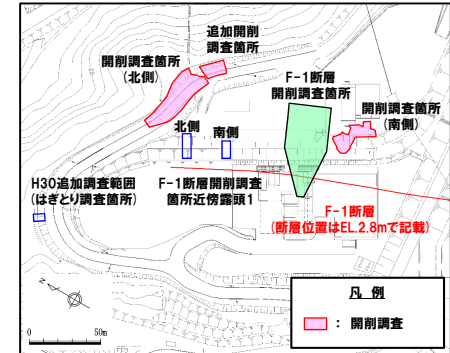 追加開削
調査箇所
開削調査箇所
(北側)
F-1断層
開削調査箇所
開削調査箇所
(南側)
北側
南側
H30追加調査範囲
(はぎとり調査箇所)
F-1断層開削調査
箇所近傍露頭1
F-1断層
(断層位置はEL.2.8mで記載)
N
0
50m
凡 例
: 開削調査